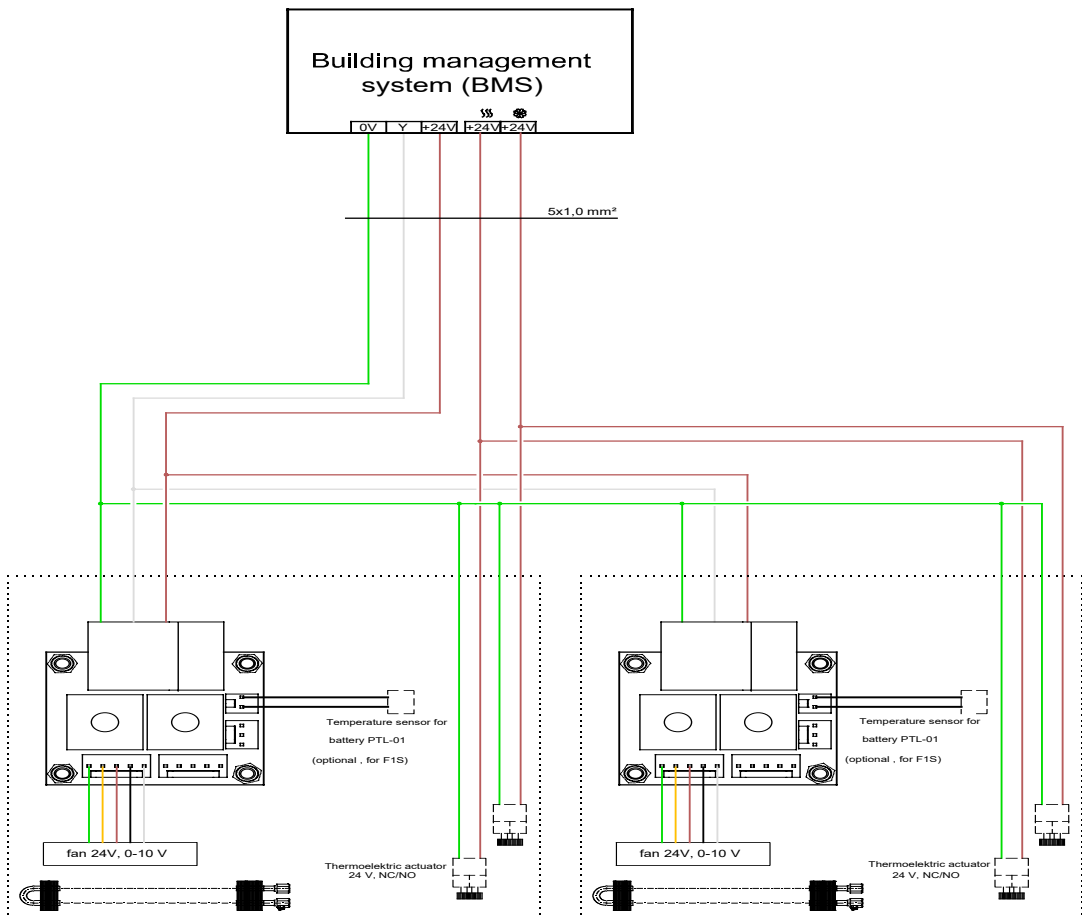 Building management
system (BMS)
0V Y +24V +24V +24V
5x1,0 mm²
Temperature sensor for
battery PTL-01
(optional , for F1S)
Temperature sensor for
battery PTL-01
(optional , for F1S)
fan 24V, 0-10 V
Thermoelektric actuator
24 V, NC/NO
fan 24V, 0-10 V
Thermoelektric actuator
24 V, NC/NO